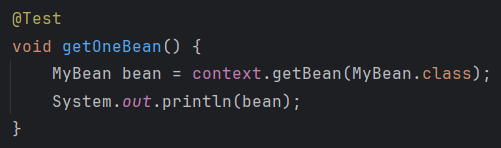 @Test
void getOneBean() {
    MyBean bean = context.getBean(MyBean.class);
    System.out.println(bean);
}